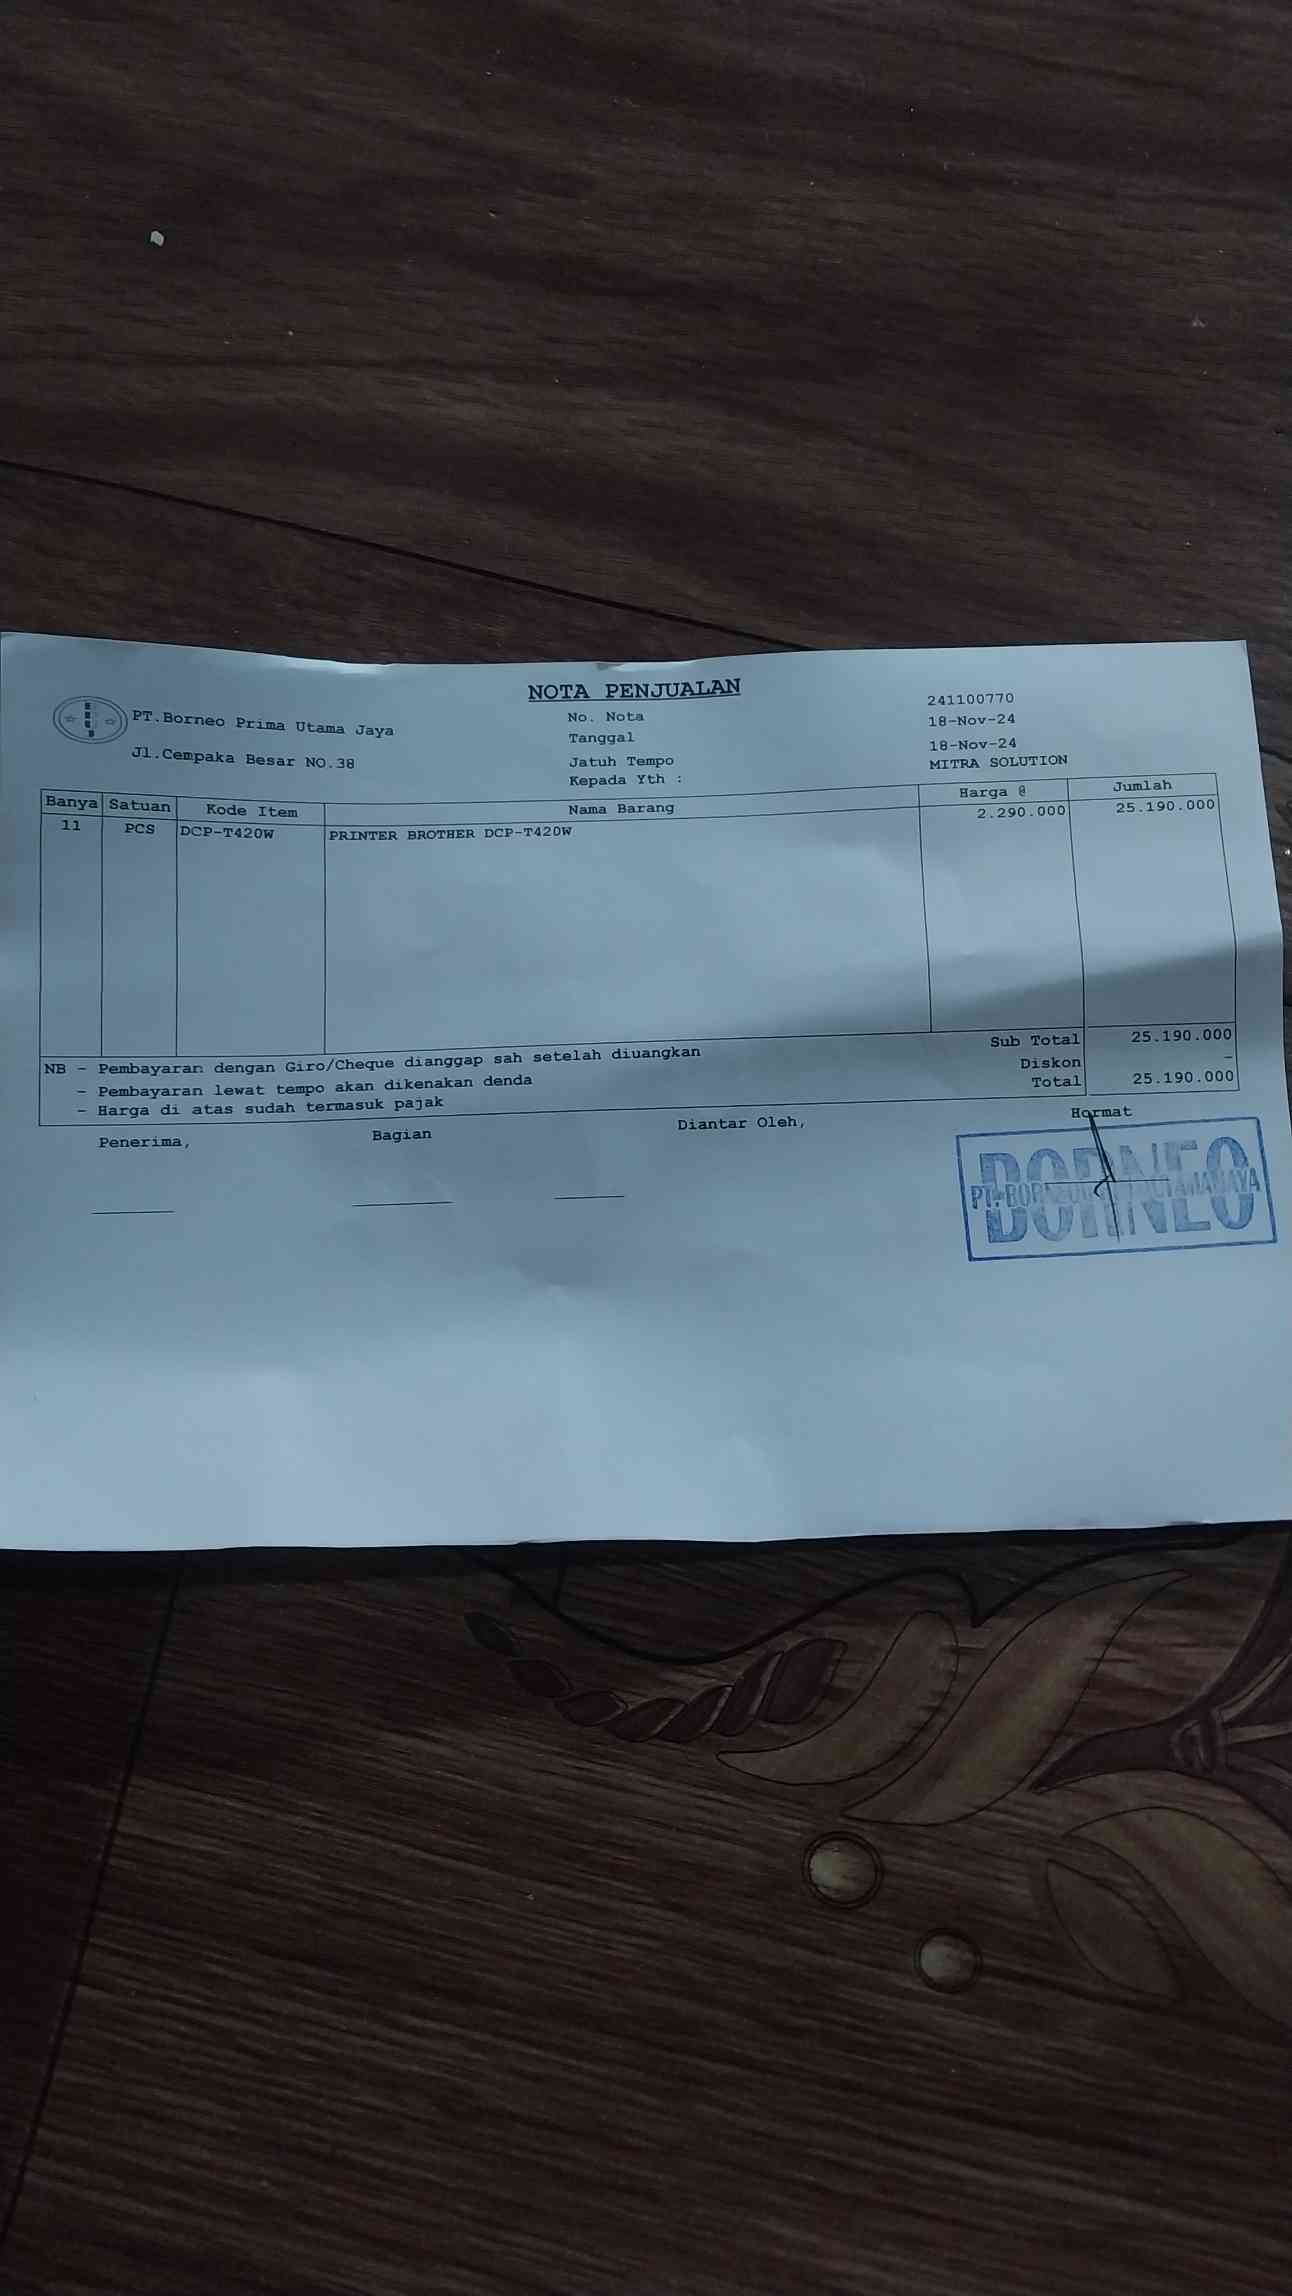 NOTA PENJUALAN
PT.Borneo Prima Utama Jaya
Jl.Cempaka Besar NO.38
No. Nota 241100770
Tanggal 18-Nov-24
Jatuh Tempo 18-Nov-24
Kepada Yth : MITRA SOLUTION
Banya Satuan Kode Item Nama Barang Harga @ Jumlah
11 PCS DCP-T420W PRINTER BROTHER DCP-T420W 2.290.000 25.190.000
Sub Total 25.190.000
Diskon -
Total 25.190.000
NB - Pembayaran dengan Giro/Cheque dianggap sah setelah diuangkan
- Pembayaran lewat tempo akan dikenakan denda
- Harga di atas sudah termasuk pajak
Penerima, Bagian Diantar Oleh, Hormat
BORNEO